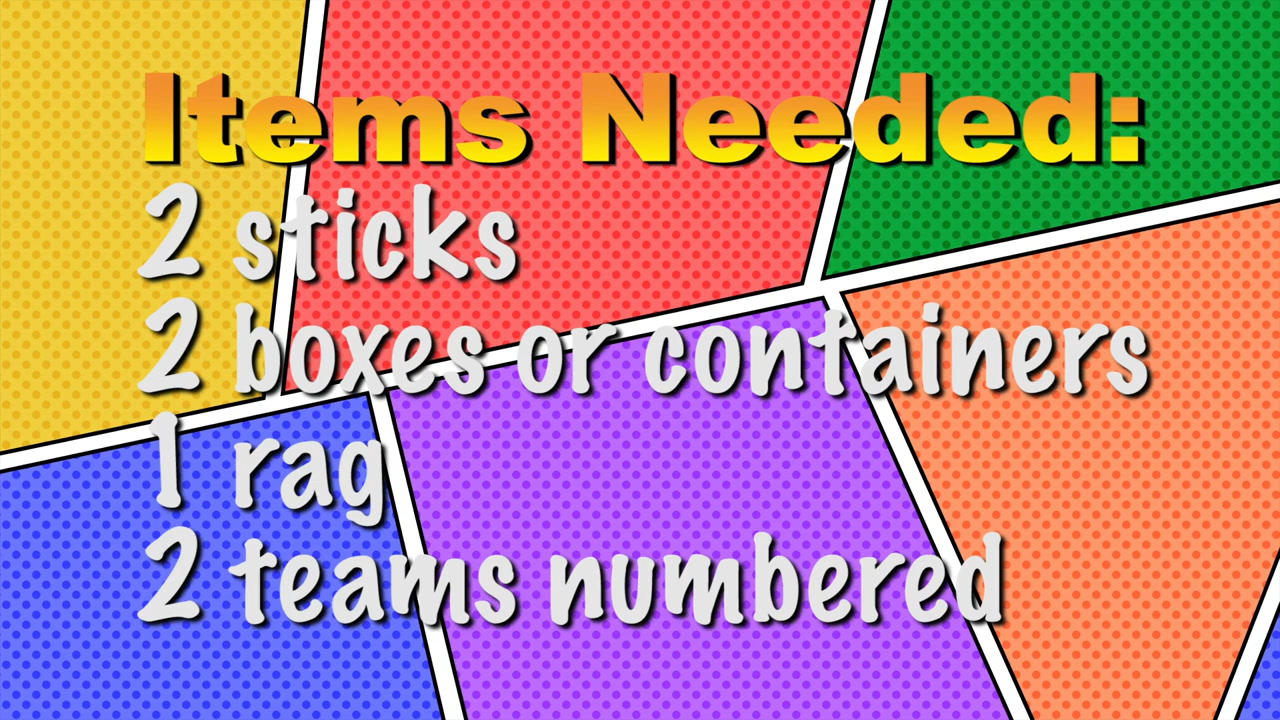 Items Needed:
2 sticks
2 boxes or containers
1 rag
2 teams numbered